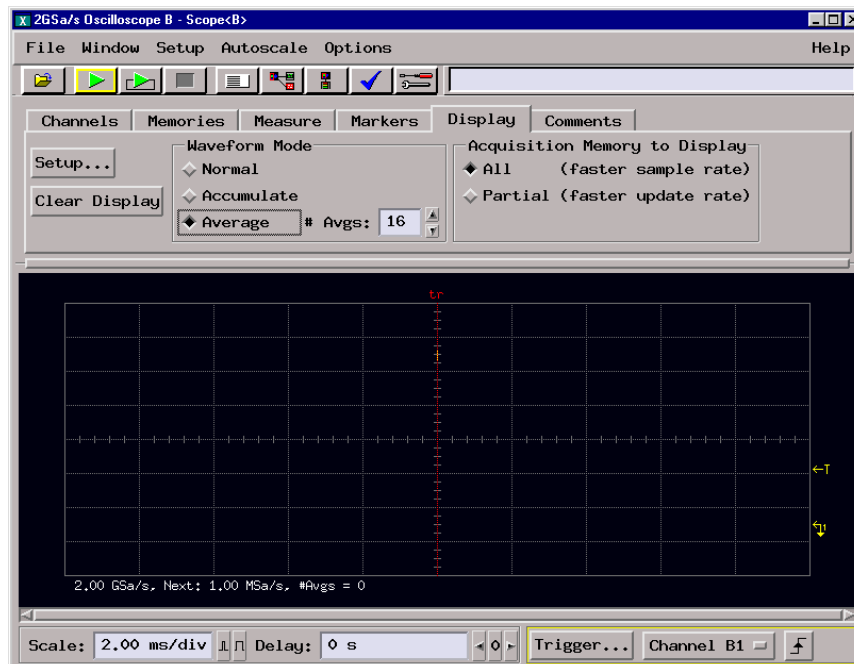 2GSa/s Oscilloscope B - Scope<B>
File Window Setup Autoscale Options Help
Channels Memories Measure Markers Display Comments
Waveform Mode Acquisition Memory to Display
Setup... Normal All (faster sample rate)
Clear Display Accumulate Partial (faster update rate)
Average # Avgs: 16
tr
T
1
2.00 GSa/s, Next: 1.00 MSa/s, #Avgs = 0
Scale: 2.00 ms/div Delay: 0 s 0 Trigger... Channel B1